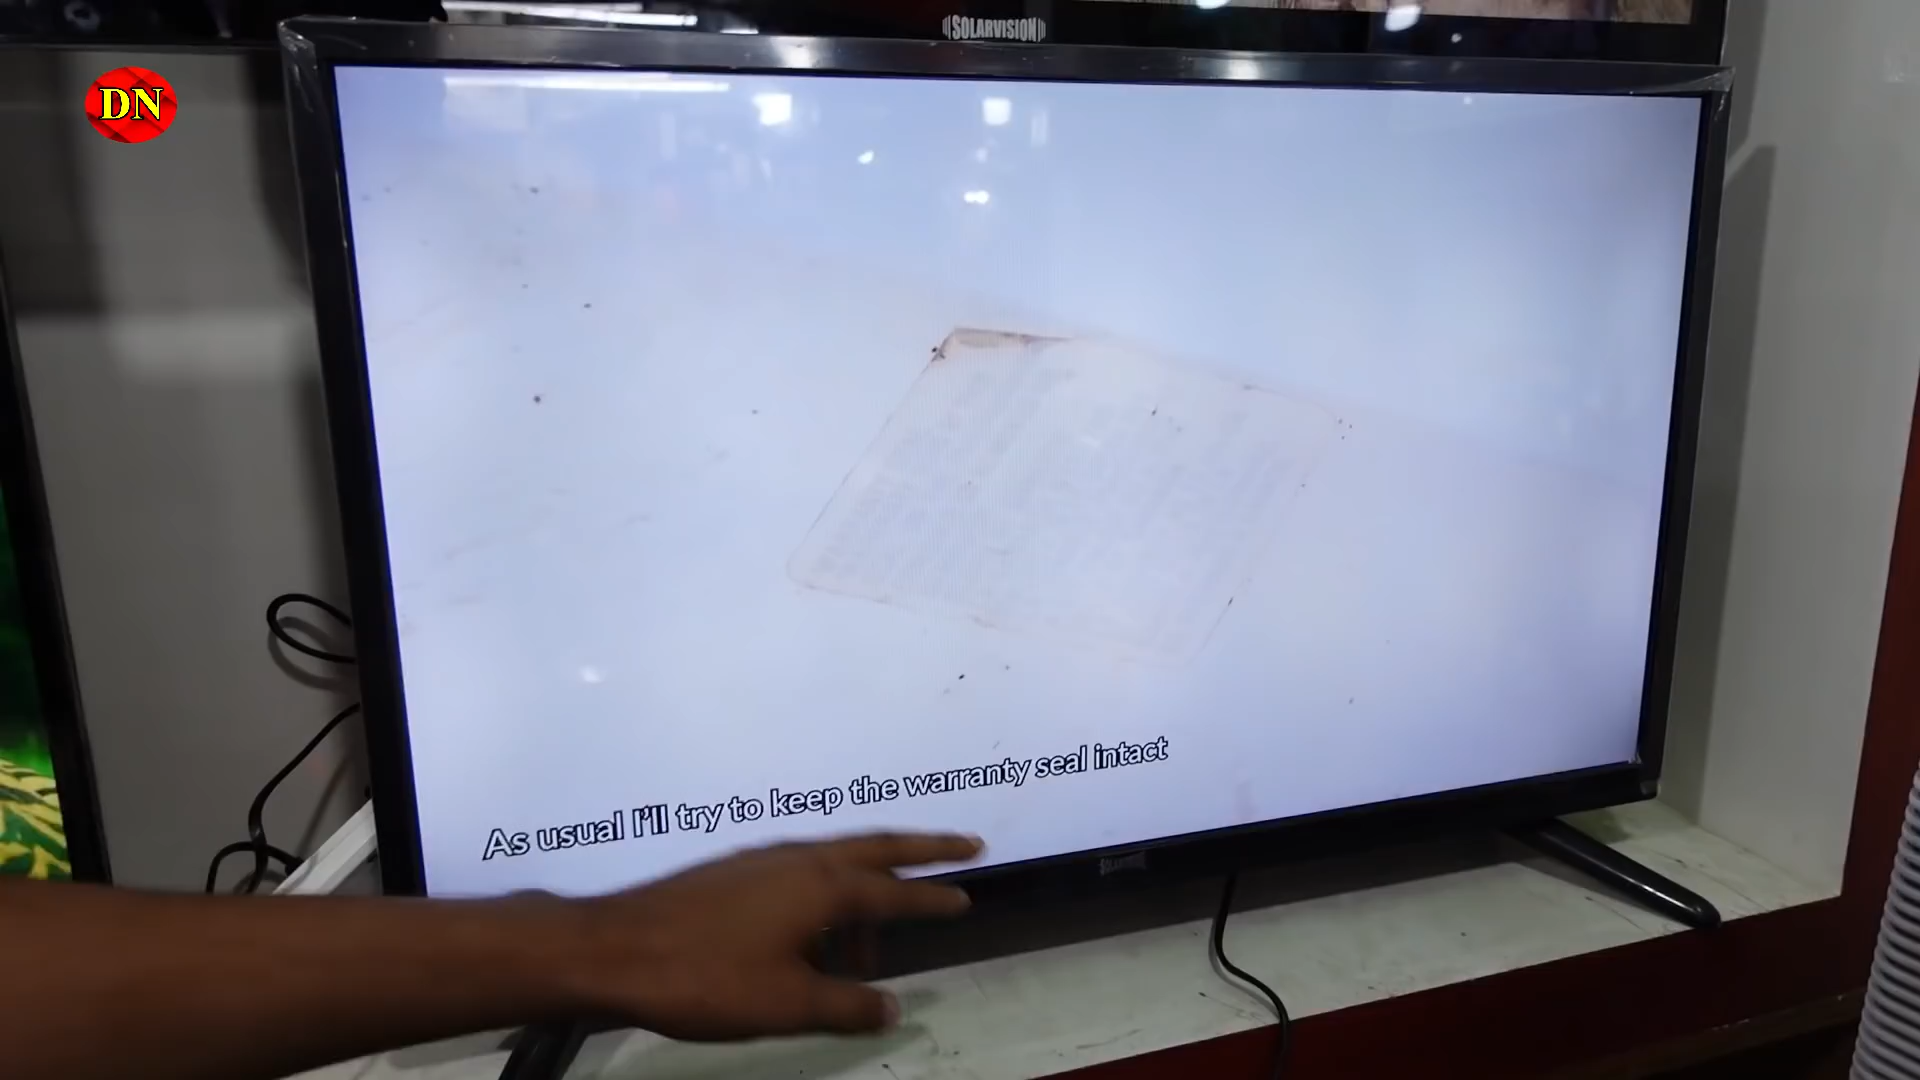 SOLARVISION
DN
As usual I'll try to keep the warranty seal intact